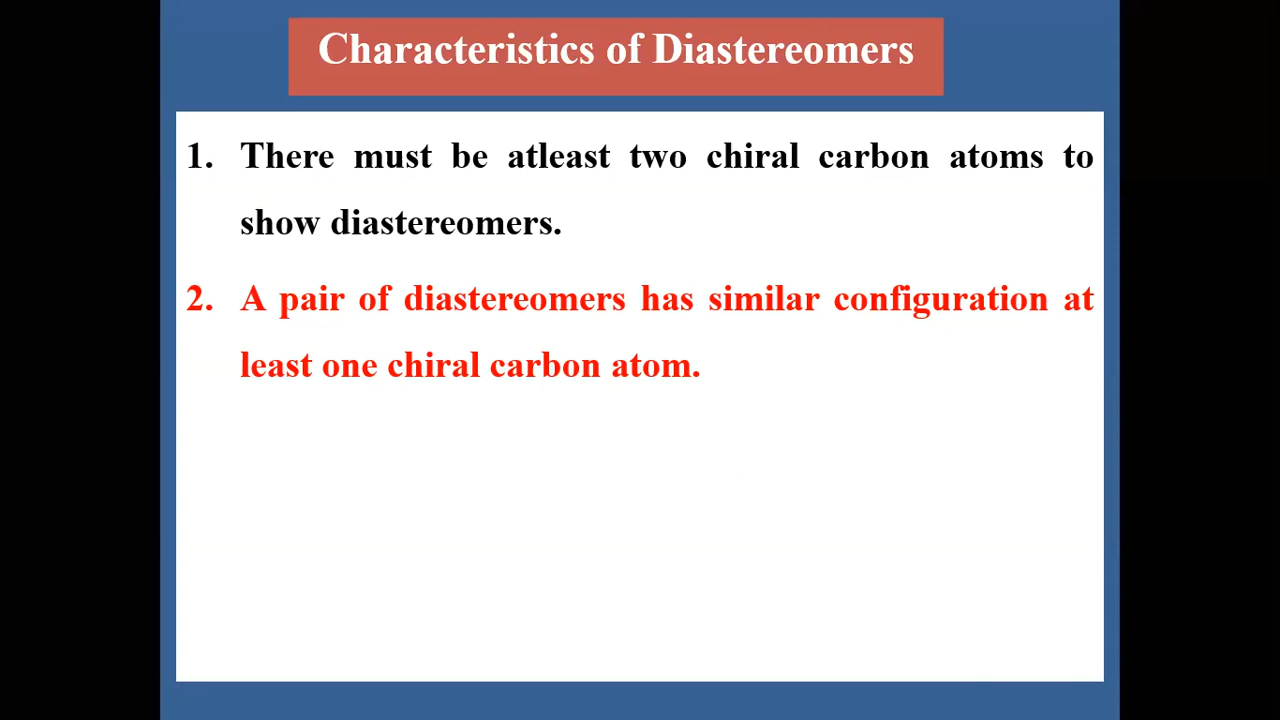 Characteristics of Diastereomers
1. There must be atleast two chiral carbon atoms to
show diastereomers.
2. A pair of diastereomers has similar configuration at
least one chiral carbon atom.